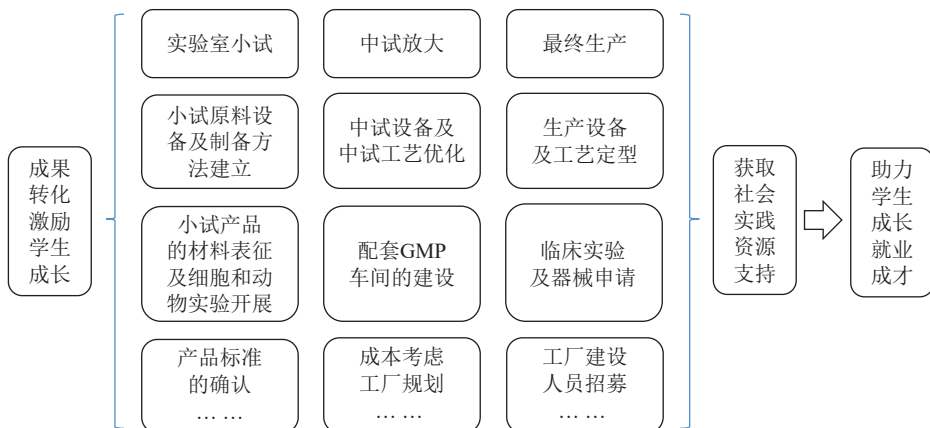 成果
转化
激励
学生
成长
实验室小试
中试放大
最终生产
小试原料设
备及制备方
法建立
中试设备及
中试工艺优化
生产设备
及工艺定型
小试产品
的材料表征
及细胞和动
物实验开展
配套GMP
车间的建设
临床实验
及器械申请
产品标准
的确认
… …
成本考虑
工厂规划
… …
工厂建设
人员招募
… …
获取
社会
实践
资源
支持
助力
学生
成长
就业
成才